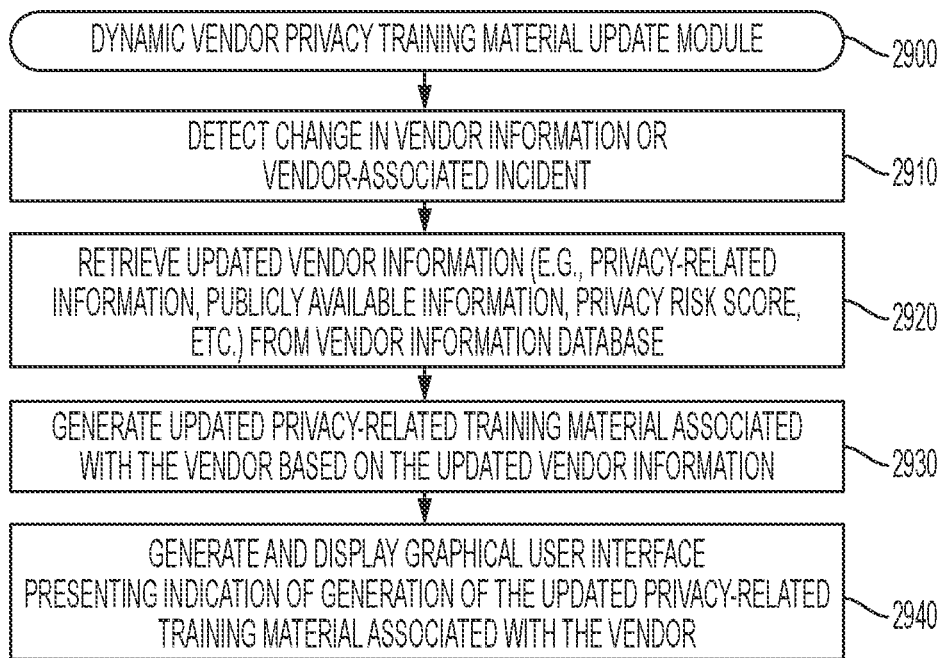 DYNAMIC VENDOR PRIVACY TRAINING MATERIAL UPDATE MODULE
2900
DETECT CHANGE IN VENDOR INFORMATION OR
VENDOR-ASSOCIATED INCIDENT
2910
RETRIEVE UPDATED VENDOR INFORMATION (E.G., PRIVACY-RELATED
INFORMATION, PUBLICLY AVAILABLE INFORMATION, PRIVACY RISK SCORE,
ETC.) FROM VENDOR INFORMATION DATABASE
2920
GENERATE UPDATED PRIVACY-RELATED TRAINING MATERIAL ASSOCIATED
WITH THE VENDOR BASED ON THE UPDATED VENDOR INFORMATION
2930
GENERATE AND DISPLAY GRAPHICAL USER INTERFACE
PRESENTING INDICATION OF GENERATION OF THE UPDATED PRIVACY-RELATED
TRAINING MATERIAL ASSOCIATED WITH THE VENDOR
2940